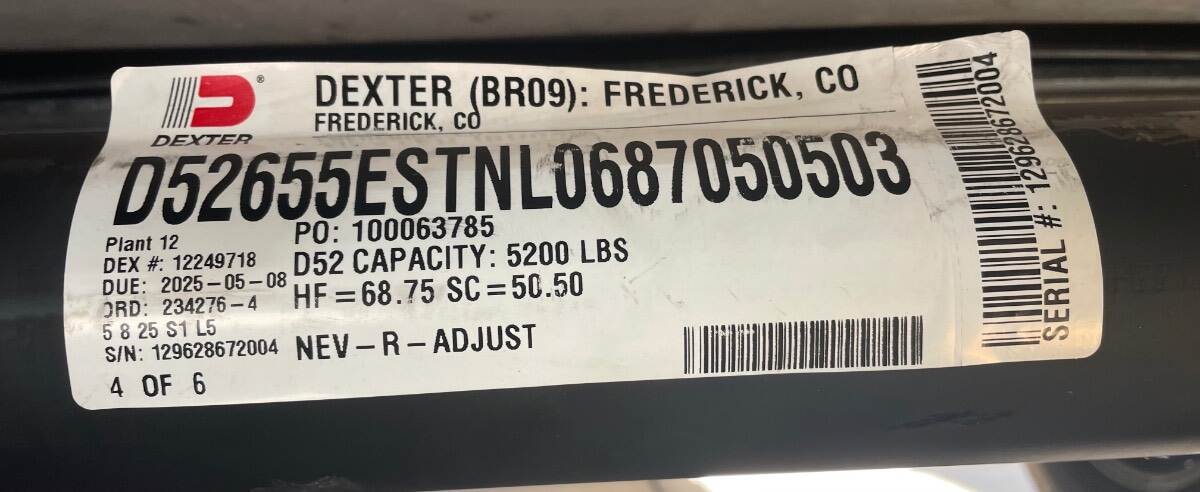 DEXTER (BR09): FREDERICK, CO
FREDERICK, CO
DEXTER
D52655ESTNL0687050503
Plant 12
PO: 100063785
DEX #: 12249718
D52 CAPACITY: 5200 LBS
DUE: 2025-05-08
HF=68.75 SC=50.50
ORD: 234276-4
5 8 25 S1 L5
S/N: 129628672004
NEV-R-ADJUST
4 OF 6
SERIAL #: 129628672004